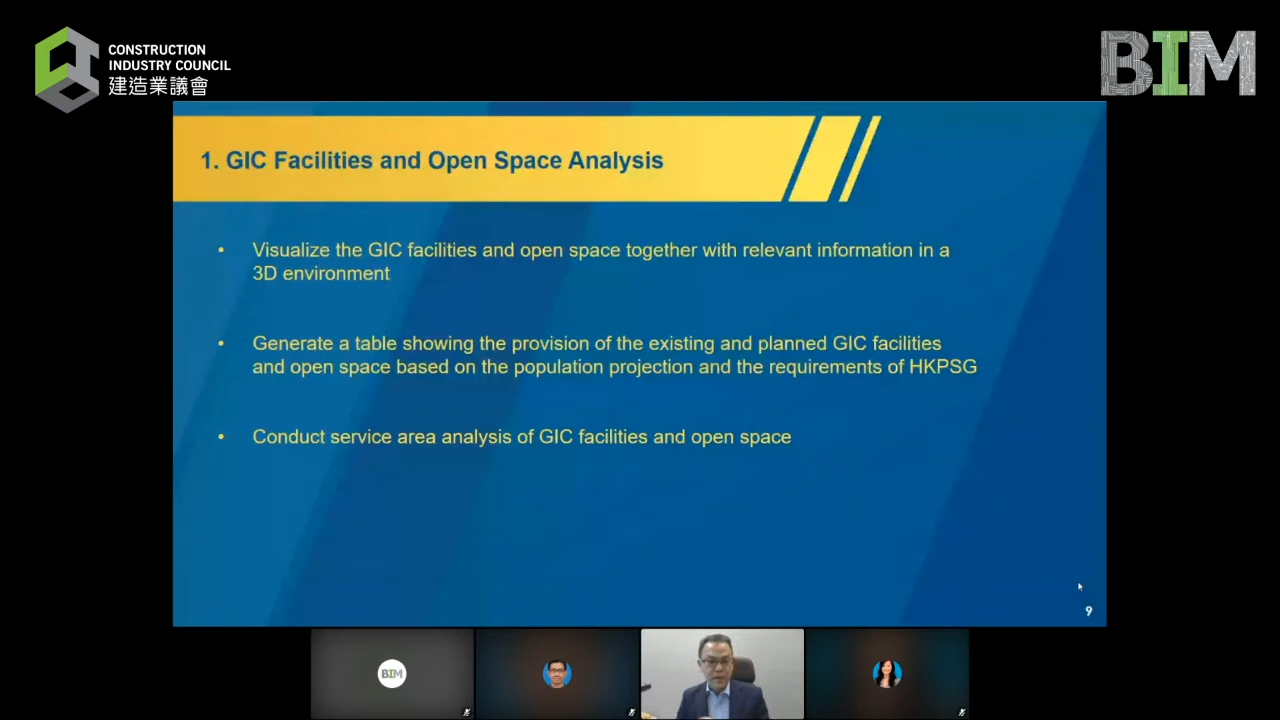 CONSTRUCTION
INDUSTRY COUNCIL
建造業議會
BIM
1. GIC Facilities and Open Space Analysis
• Visualize the GIC facilities and open space together with relevant information in a
3D environment
• Generate a table showing the provision of the existing and planned GIC facilities
and open space based on the population projection and the requirements of HKPSG
• Conduct service area analysis of GIC facilities and open space
9
BIM